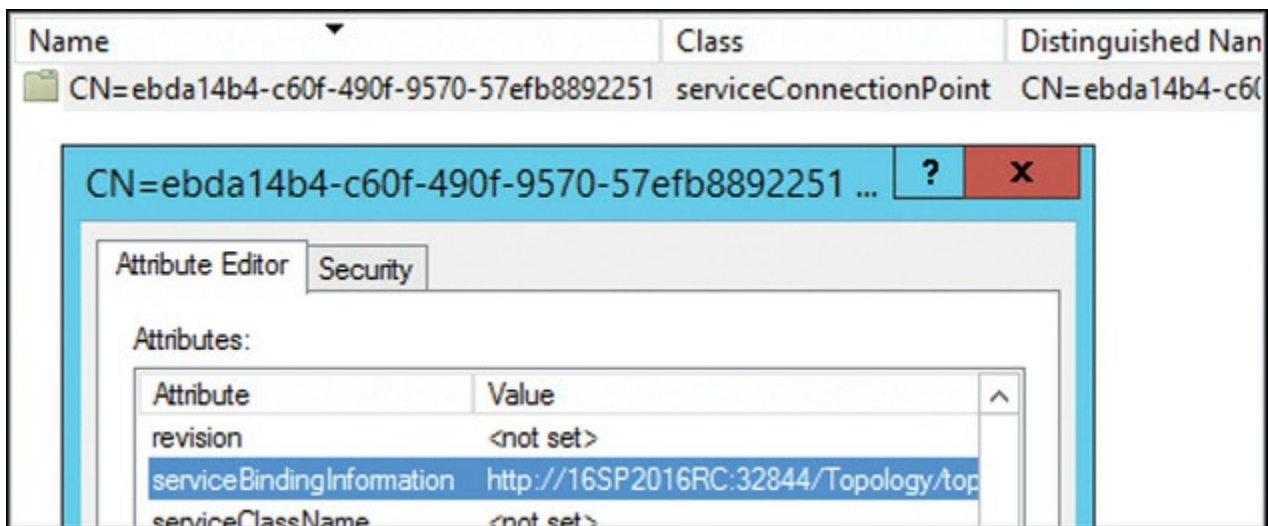 Name Class Distinguished Nan
CN=ebda14b4-c60f-490f-9570-57efb8892251 serviceConnectionPoint CN=ebda14b4-c60
CN=ebda14b4-c60f-490f-9570-57efb8892251 ... ? x
Attribute Editor Security
Attributes:
Attribute Value
revision <not set>
serviceBindingInformation http://16SP2016RC:32844/Topology/top
serviceClassName <not set>